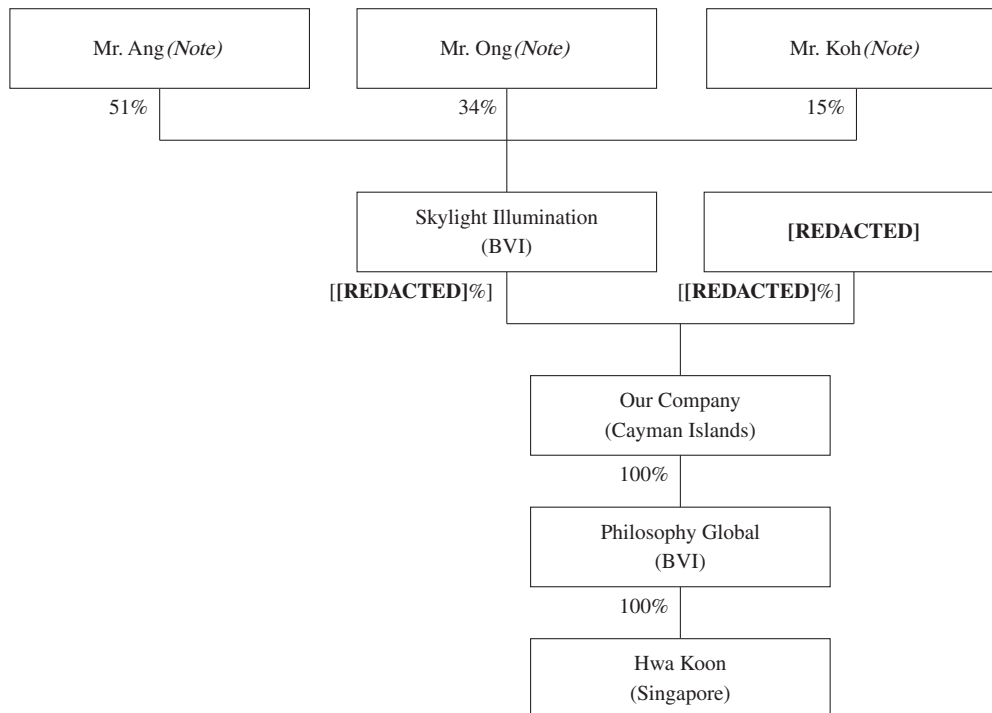 Mr. Ang (Note)
Mr. Ong (Note)
Mr. Koh (Note)
51%
34%
15%
Skylight Illumination
(BVI)
[REDACTED]
[[REDACTED]%]
[[REDACTED]%]
Our Company
(Cayman Islands)
100%
Philosophy Global
(BVI)
100%
Hwa Koon
(Singapore)